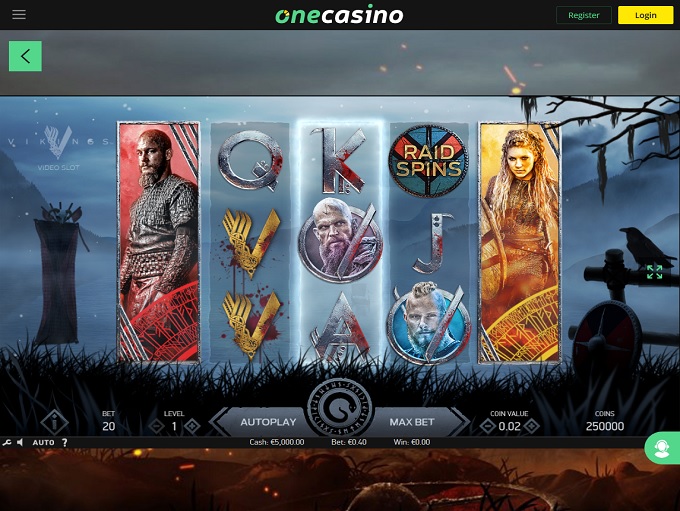 onecasino
Register
Login
VIKINGS
VIDEO SLOT
Q
K
RAID
SPINS
J
A
BET
20
LEVEL
1
AUTOPLAY
MAX BET
COIN VALUE
0.02
COINS
250000
AUTO ?
Cash: €5,000.00
Bet: €0.40
Win: €0.00